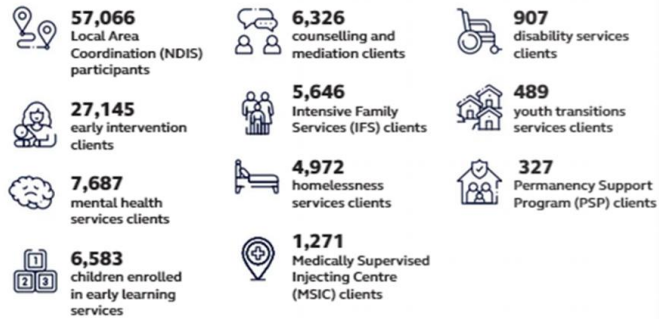 57,066
Local Area
Coordination (NDIS)
participants
27,145
early intervention
clients
7,687
mental health
services clients
1
2 3
6,583
children enrolled
in early learning
services
6,326
counselling and
mediation clients
5,646
Intensive Family
Services (IFS) clients
4,972
homelessness
services clients
1,271
Medically Supervised
Injecting Centre
(MSIC) clients
907
disability services
clients
489
youth transitions
services clients
327
Permanency Support
Program (PSP) clients